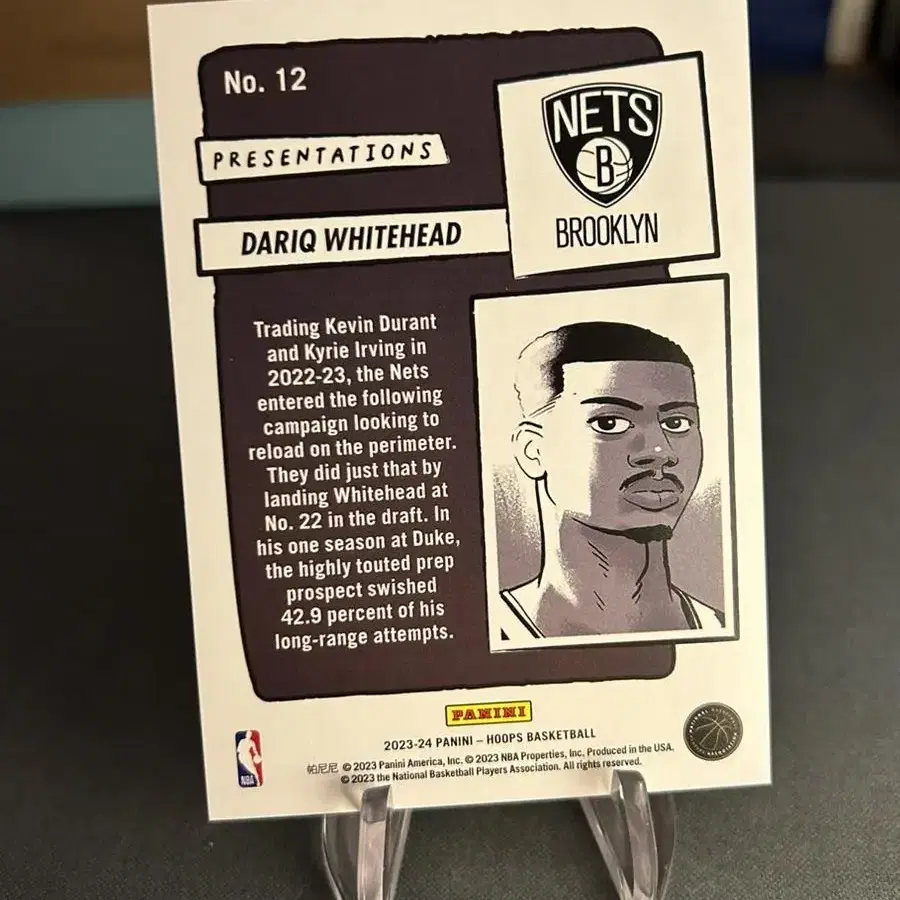 No. 12
PRESENTATIONS
DARIQ WHITEHEAD
NETS
B
BROOKLYN
Trading Kevin Durant
and Kyrie Irving in
2022-23, the Nets
entered the following
campaign looking to
reload on the perimeter.
They did just that by
landing Whitehead at
No. 22 in the draft. In
his one season at Duke,
the highly touted prep
prospect swished
42.9 percent of his
long-range attempts.
PANINI
2023-24 PANINI – HOOPS BASKETBALL
帕尼尼 © 2023 Panini America, Inc. © 2023 NBA Properties, Inc. Produced in the USA.
© 2023 the National Basketball Players Association. All rights reserved.
NBA